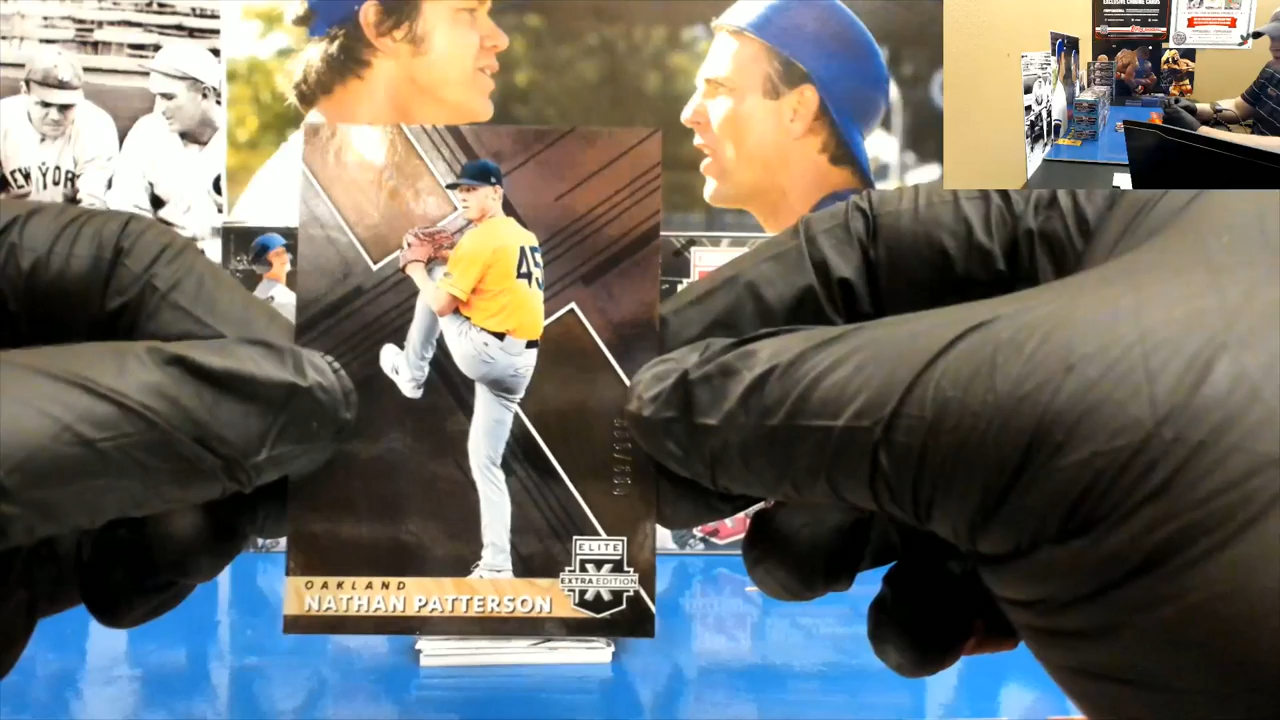 NEW YORK
45
OAKLAND
NATHAN PATTERSON
ELITE
X
EXTRA EDITION